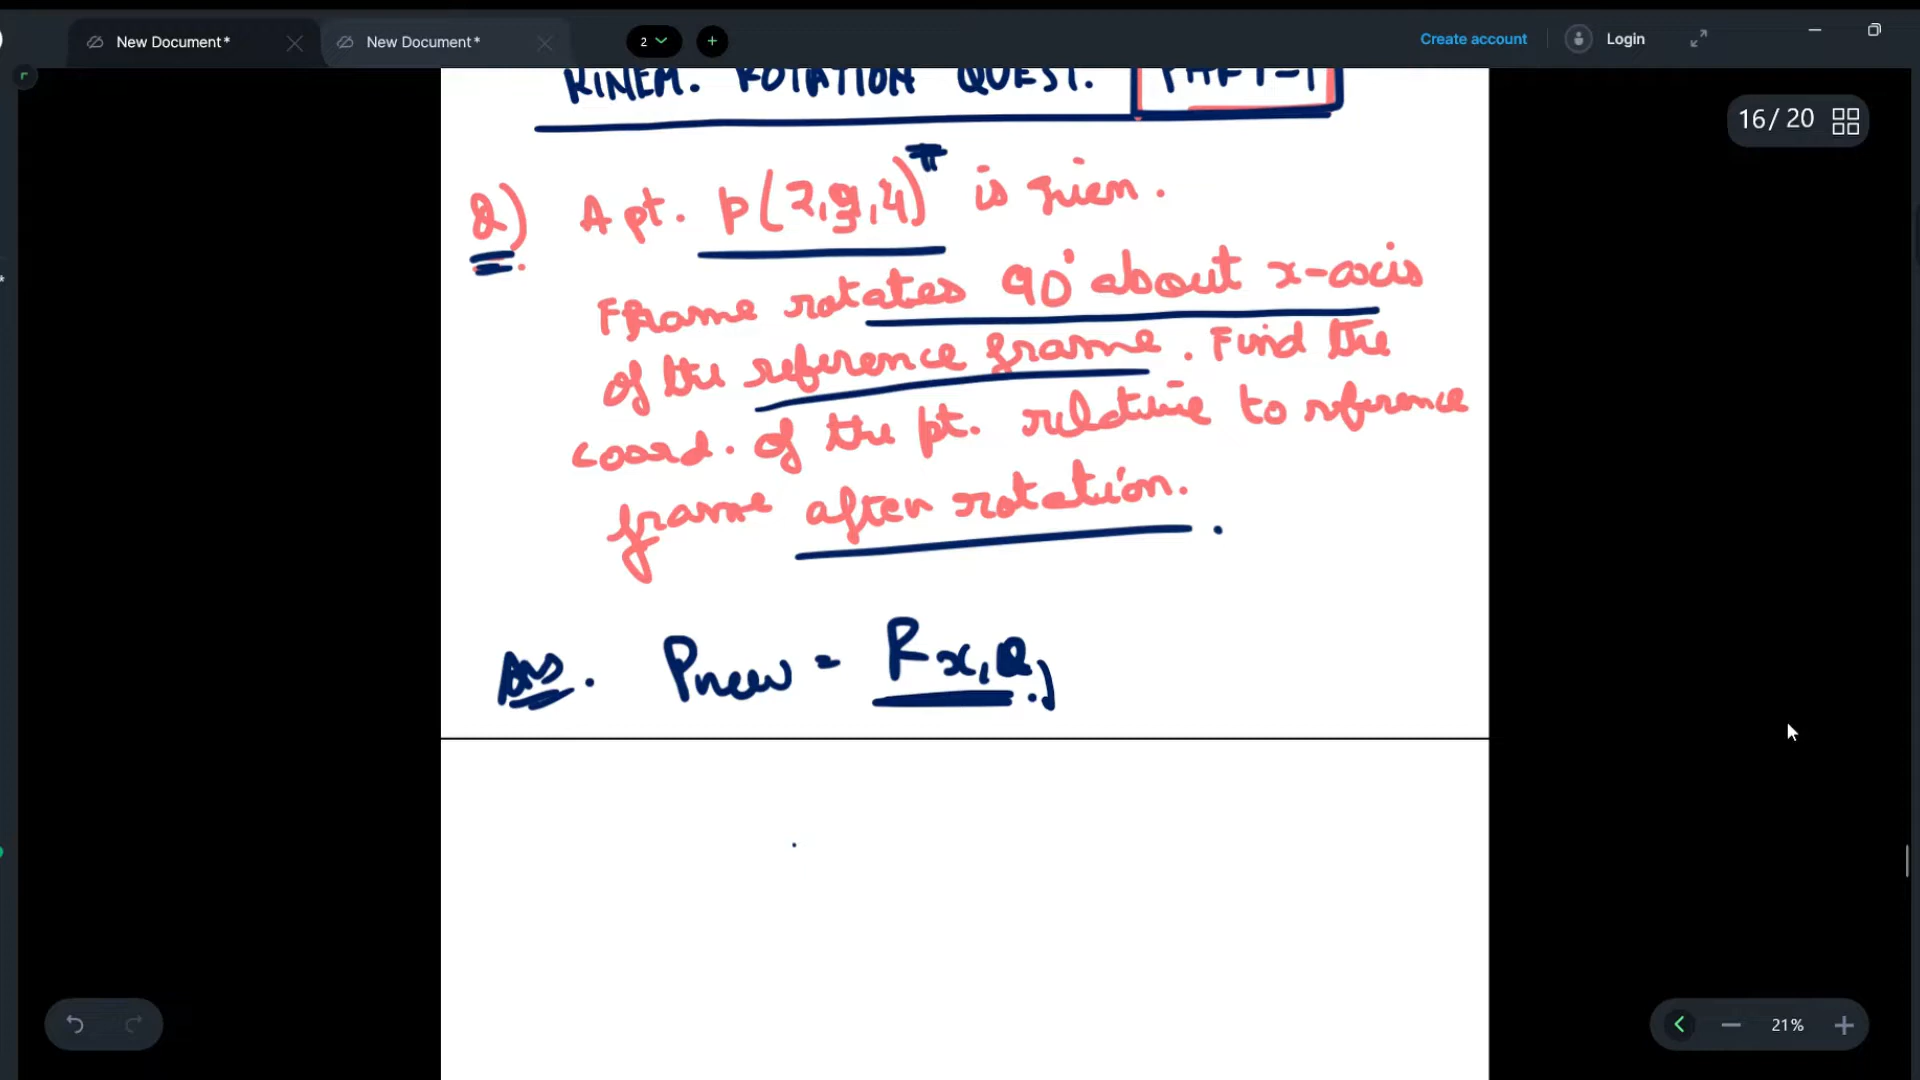 New Document*
New Document*
2
+
Create account
Login
KINEM. ROTATION QUEST. PART-1
16/ 20
Q) A pt. p(2,3,4)ᵀ is given.
Frame rotates 90° about x-axis
of the reference frame. Find the
coord. of the pt. relative to reference
frame after rotation.
Ans. Pnew = Rx,θ,
21%